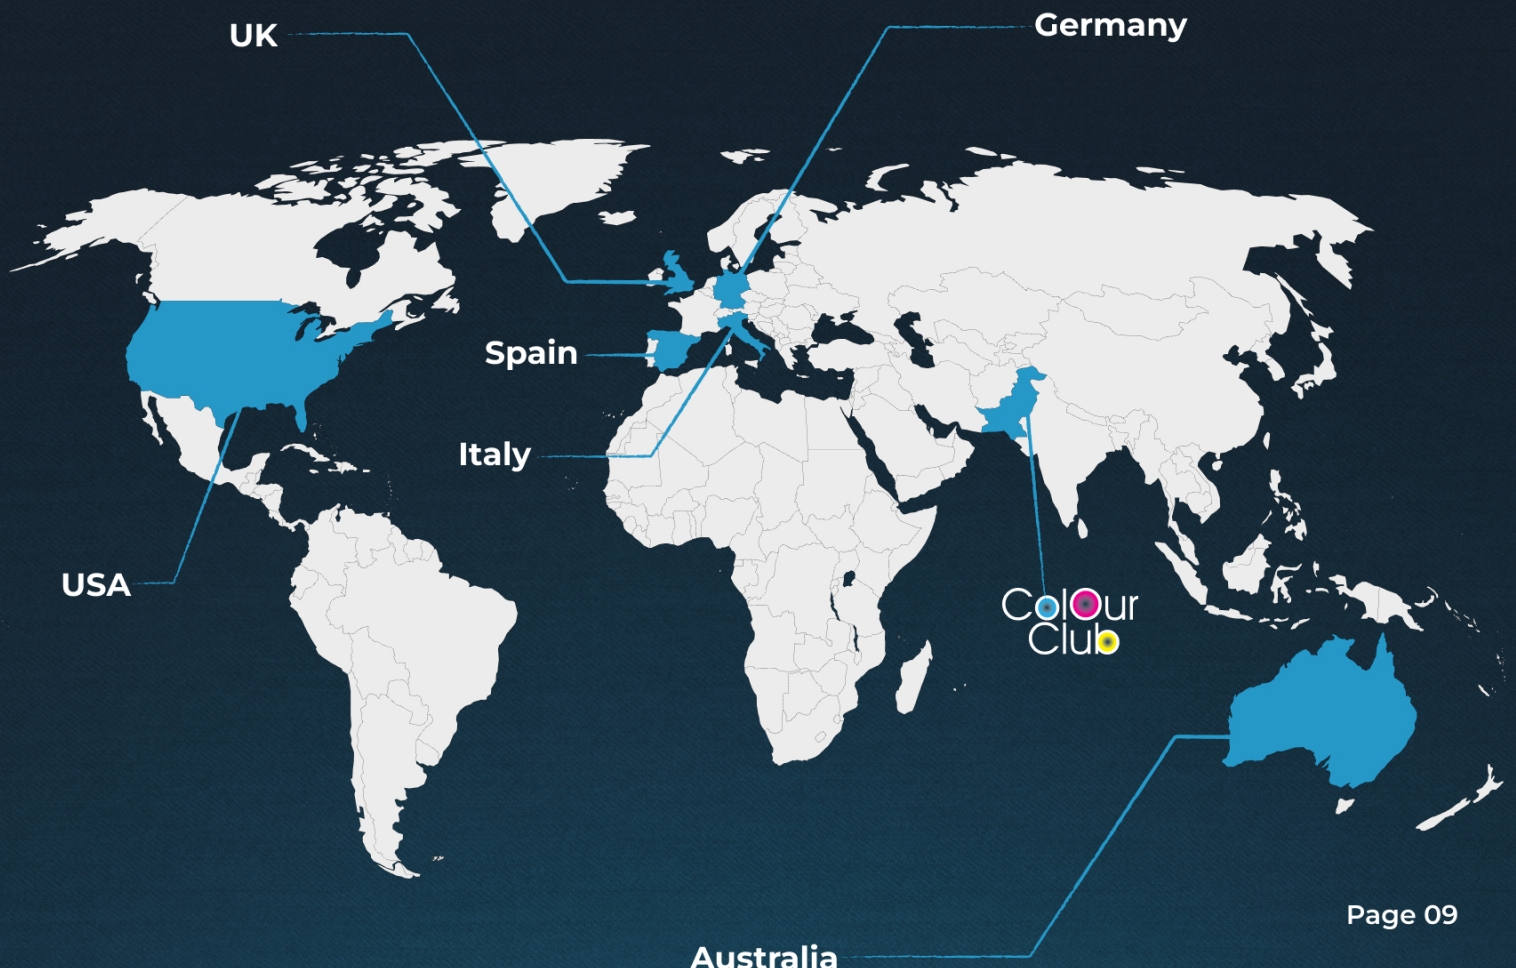 UK
Germany
Spain
Italy
USA
ColOur
Club
Page 09
Australia